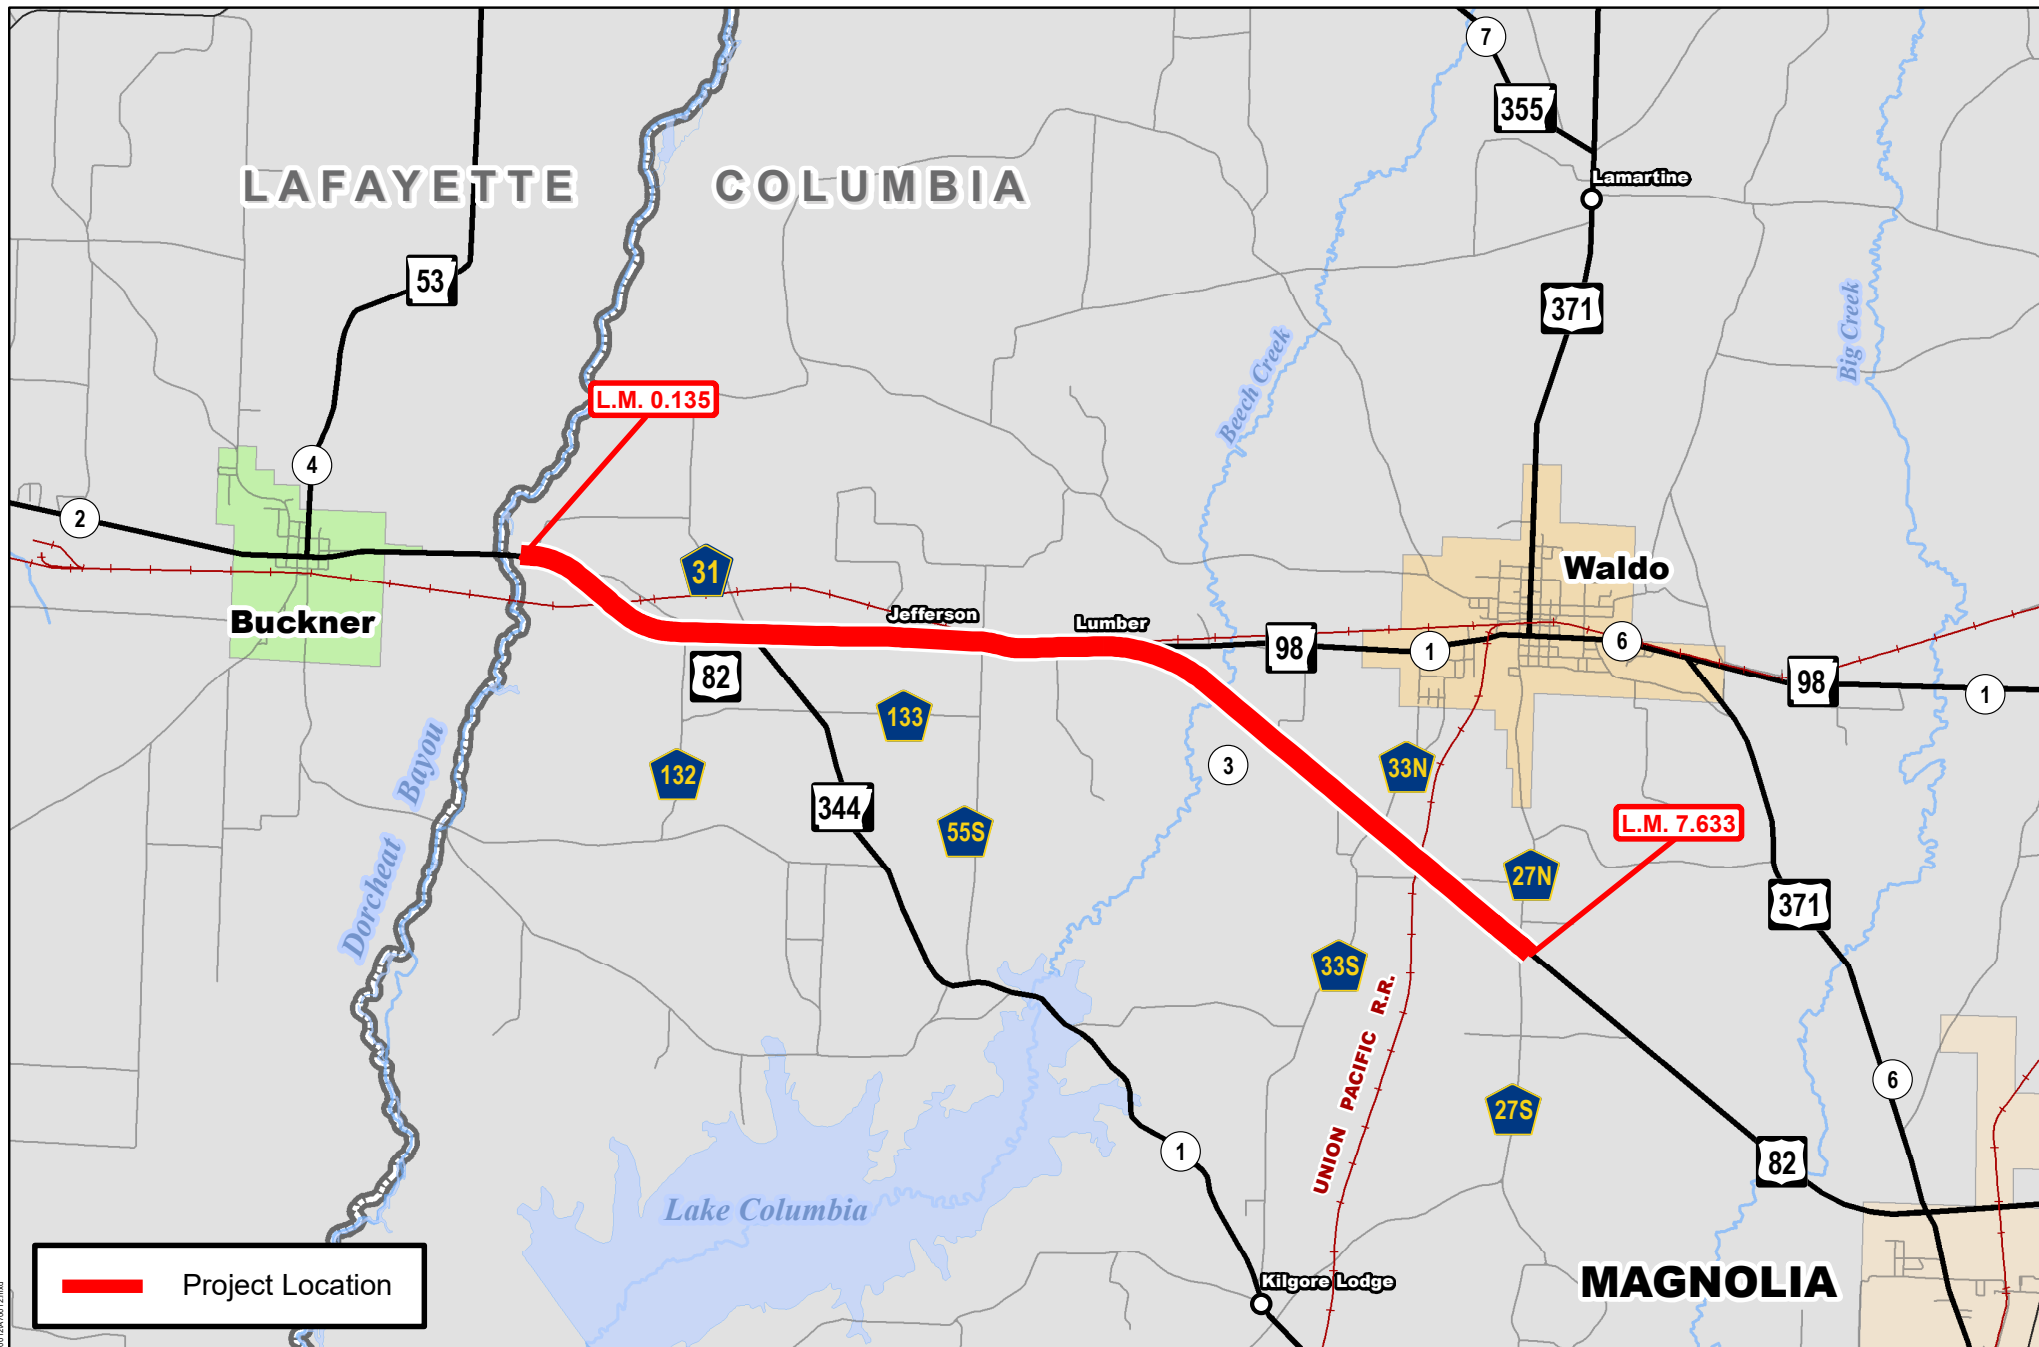 7
355
Lamartine
LAFAYETTE
COLUMBIA
53
371
Big Creek
Beech Creek
L.M. 0.135
4
2
31
Waldo
Buckner
Jefferson
Lumber
98
1
6
82
98
1
133
132
Bayou
3
33N
344
55S
L.M. 7.633
27N
Dorcheat
371
33S
UNION PACIFIC R.R.
6
27S
1
82
Lake Columbia
Kilgore Lodge
MAGNOLIA
Project Location